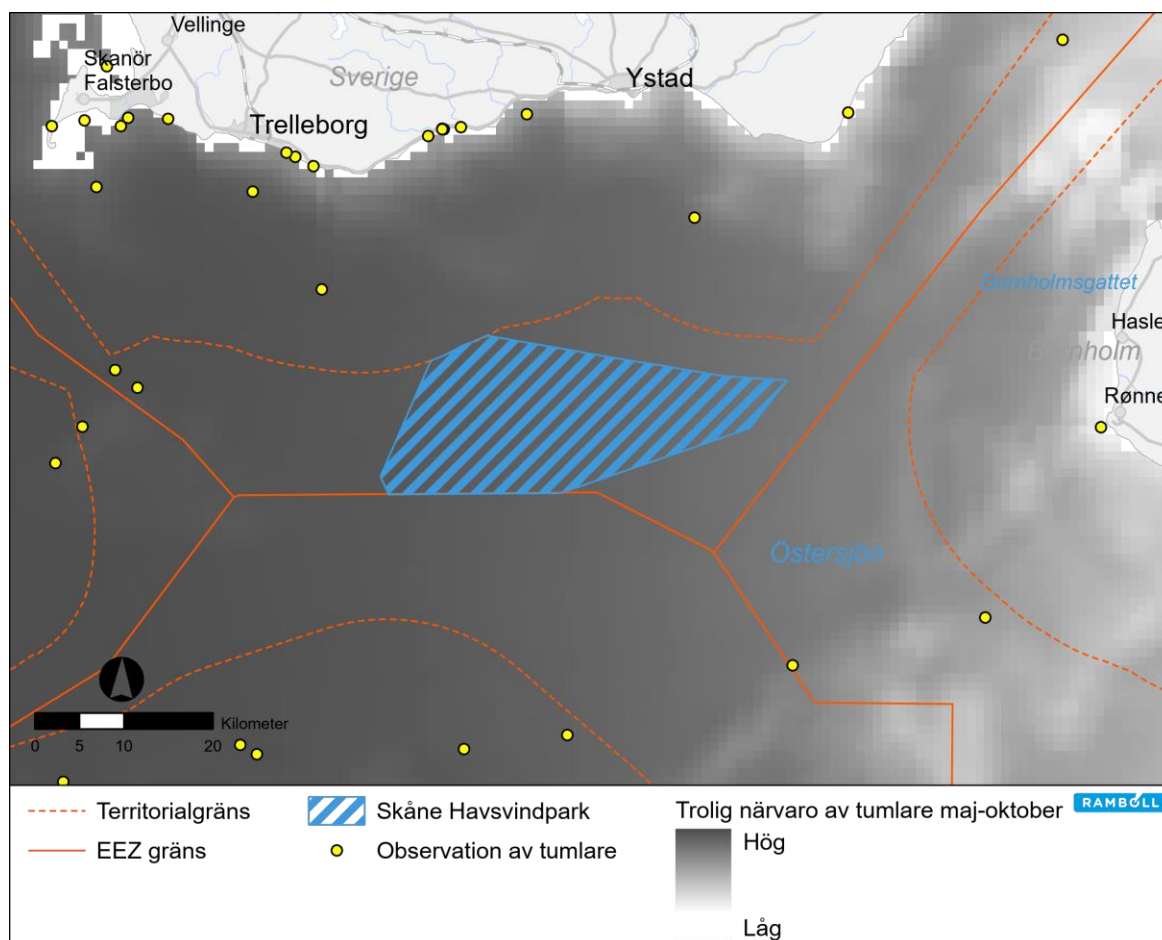 Vellinge
Skanör
Falsterbo
Sverige
Ystad
Trelleborg
Bornholmsgattet
Hasle
Bornholm
Rønne
Östersjön
Kilometer
0 5 10 20
Territorialgräns
EEZ gräns
Skåne Havsvindpark
Observation av tumlare
Trolig närvaro av tumlare maj-oktober
Hög
Låg
RAMBOLL